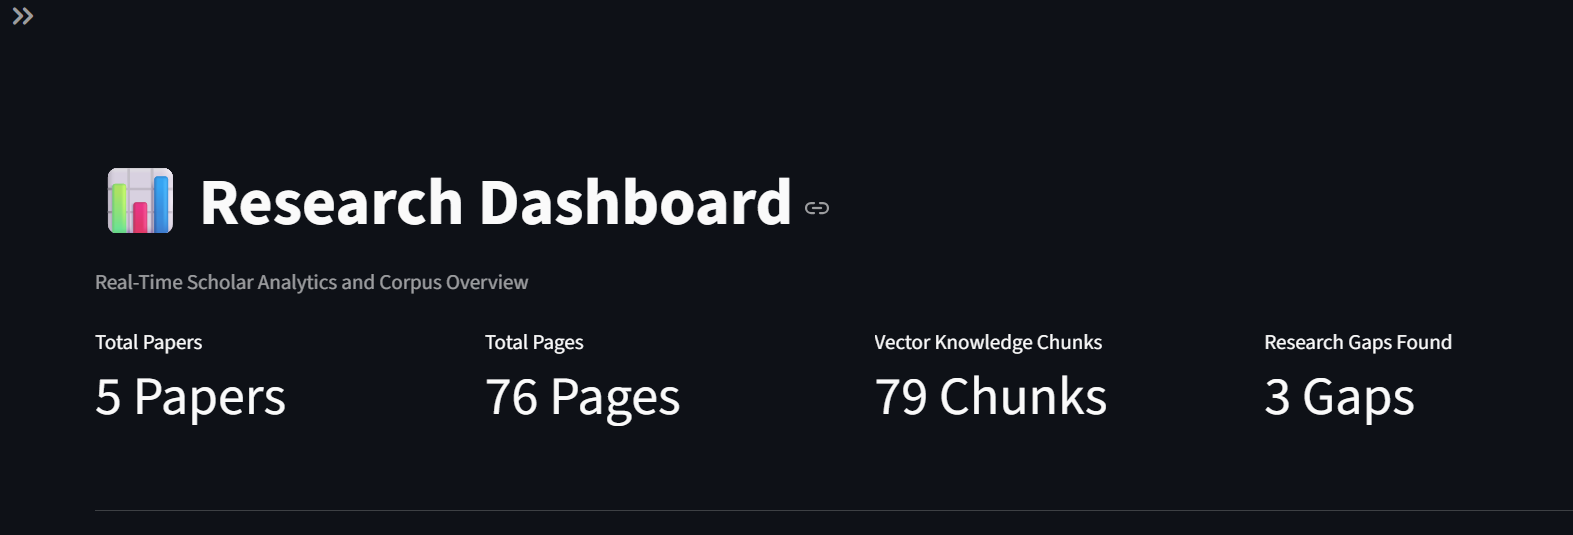 Research Dashboard
Real-Time Scholar Analytics and Corpus Overview
Total Papers
5 Papers
Total Pages
76 Pages
Vector Knowledge Chunks
79 Chunks
Research Gaps Found
3 Gaps